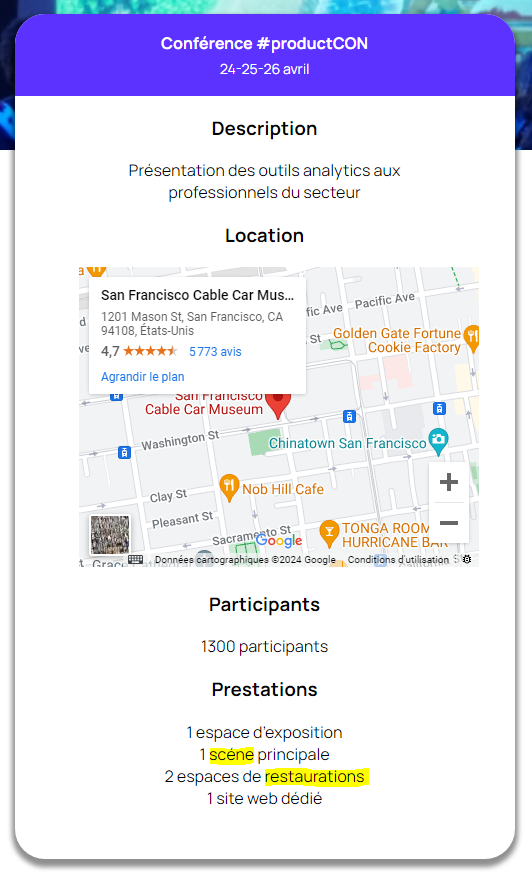 Conférence #productCON
24-25-26 avril
Description
Présentation des outils analytics aux
professionnels du secteur
Location
San Francisco Cable Car Mus...
1201 Mason St, San Francisco, CA
94108, États-Unis
4,7
5 773 avis
Agrandir le plan
Pacific Ave
Pacific Ave
Golden Gate Fortune
Cookie Factory
San Francisco
Cable Car Museum
Washington St
Chinatown San Francisco
Clay St
Nob Hill Cafe
Pleasant St
Sacramento St
TONGA ROOM
HURRICANE BAR
Google
Grace Cathedral
Données cartographiques ©2024 Google
Conditions d'utilisation
Participants
1300 participants
Prestations
1 espace d'exposition
1 scéne principale
2 espaces de restaurations
1 site web dédié